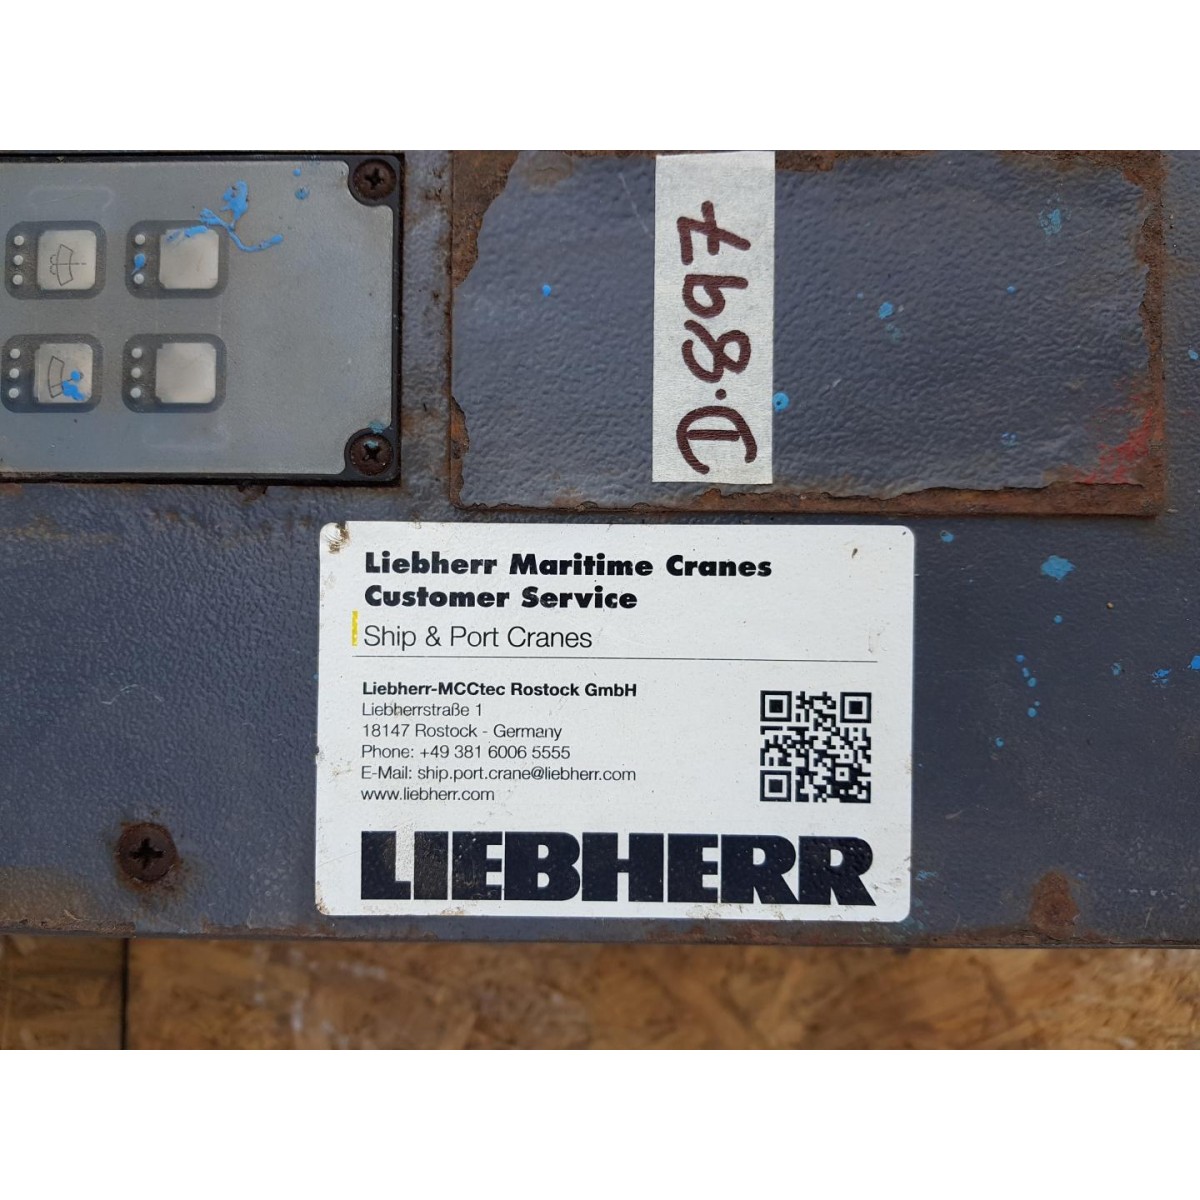 D.897
Liebherr Maritime Cranes
Customer Service
Ship & Port Cranes
Liebherr-MCCtec Rostock GmbH
Liebherrstraße 1
18147 Rostock - Germany
Phone: +49 381 6006 5555
E-Mail: ship.port.crane@liebherr.com
www.liebherr.com
LIEBHERR